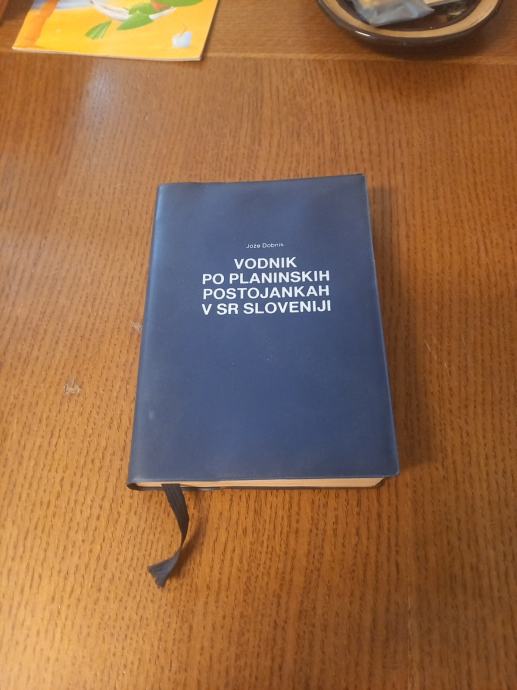 Jože Dobnik
VODNIK
PO PLANINSKIH
POSTOJANKAH
V SR SLOVENIJI